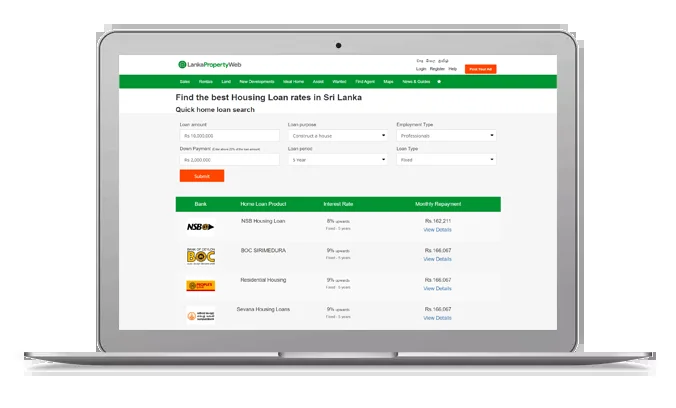 LankaPropertyWeb
Login Register Help
Post Your Ad
Sales Rentals Land New Developments Ideal Home Assist Wanted Find Agent Maps News & Guides
Find the best Housing Loan rates in Sri Lanka
Quick home loan search
Loan amount Loan purpose Employment Type
Rs 10,000,000 Construct a house Professionals
Down Payment
Loan period Loan Type
Rs 2,000,000 5 Year Fixed
Submit
Bank Home Loan Product Interest Rate Monthly Repayment
NSB NSB Housing Loan 8% upwards Rs.162,211
Fixed - 5 years View Details
BANK OF CEYLON
BOC BOC SIRIMEDURA 9% upwards Rs.166,067
Fixed - 5 years View Details
PEOPLE'S Residential Housing 9% upwards Rs.166,067
Fixed - 5 years View Details
Sevana Housing Loans 9% upwards Rs.166,067
Fixed - 5 years View Details